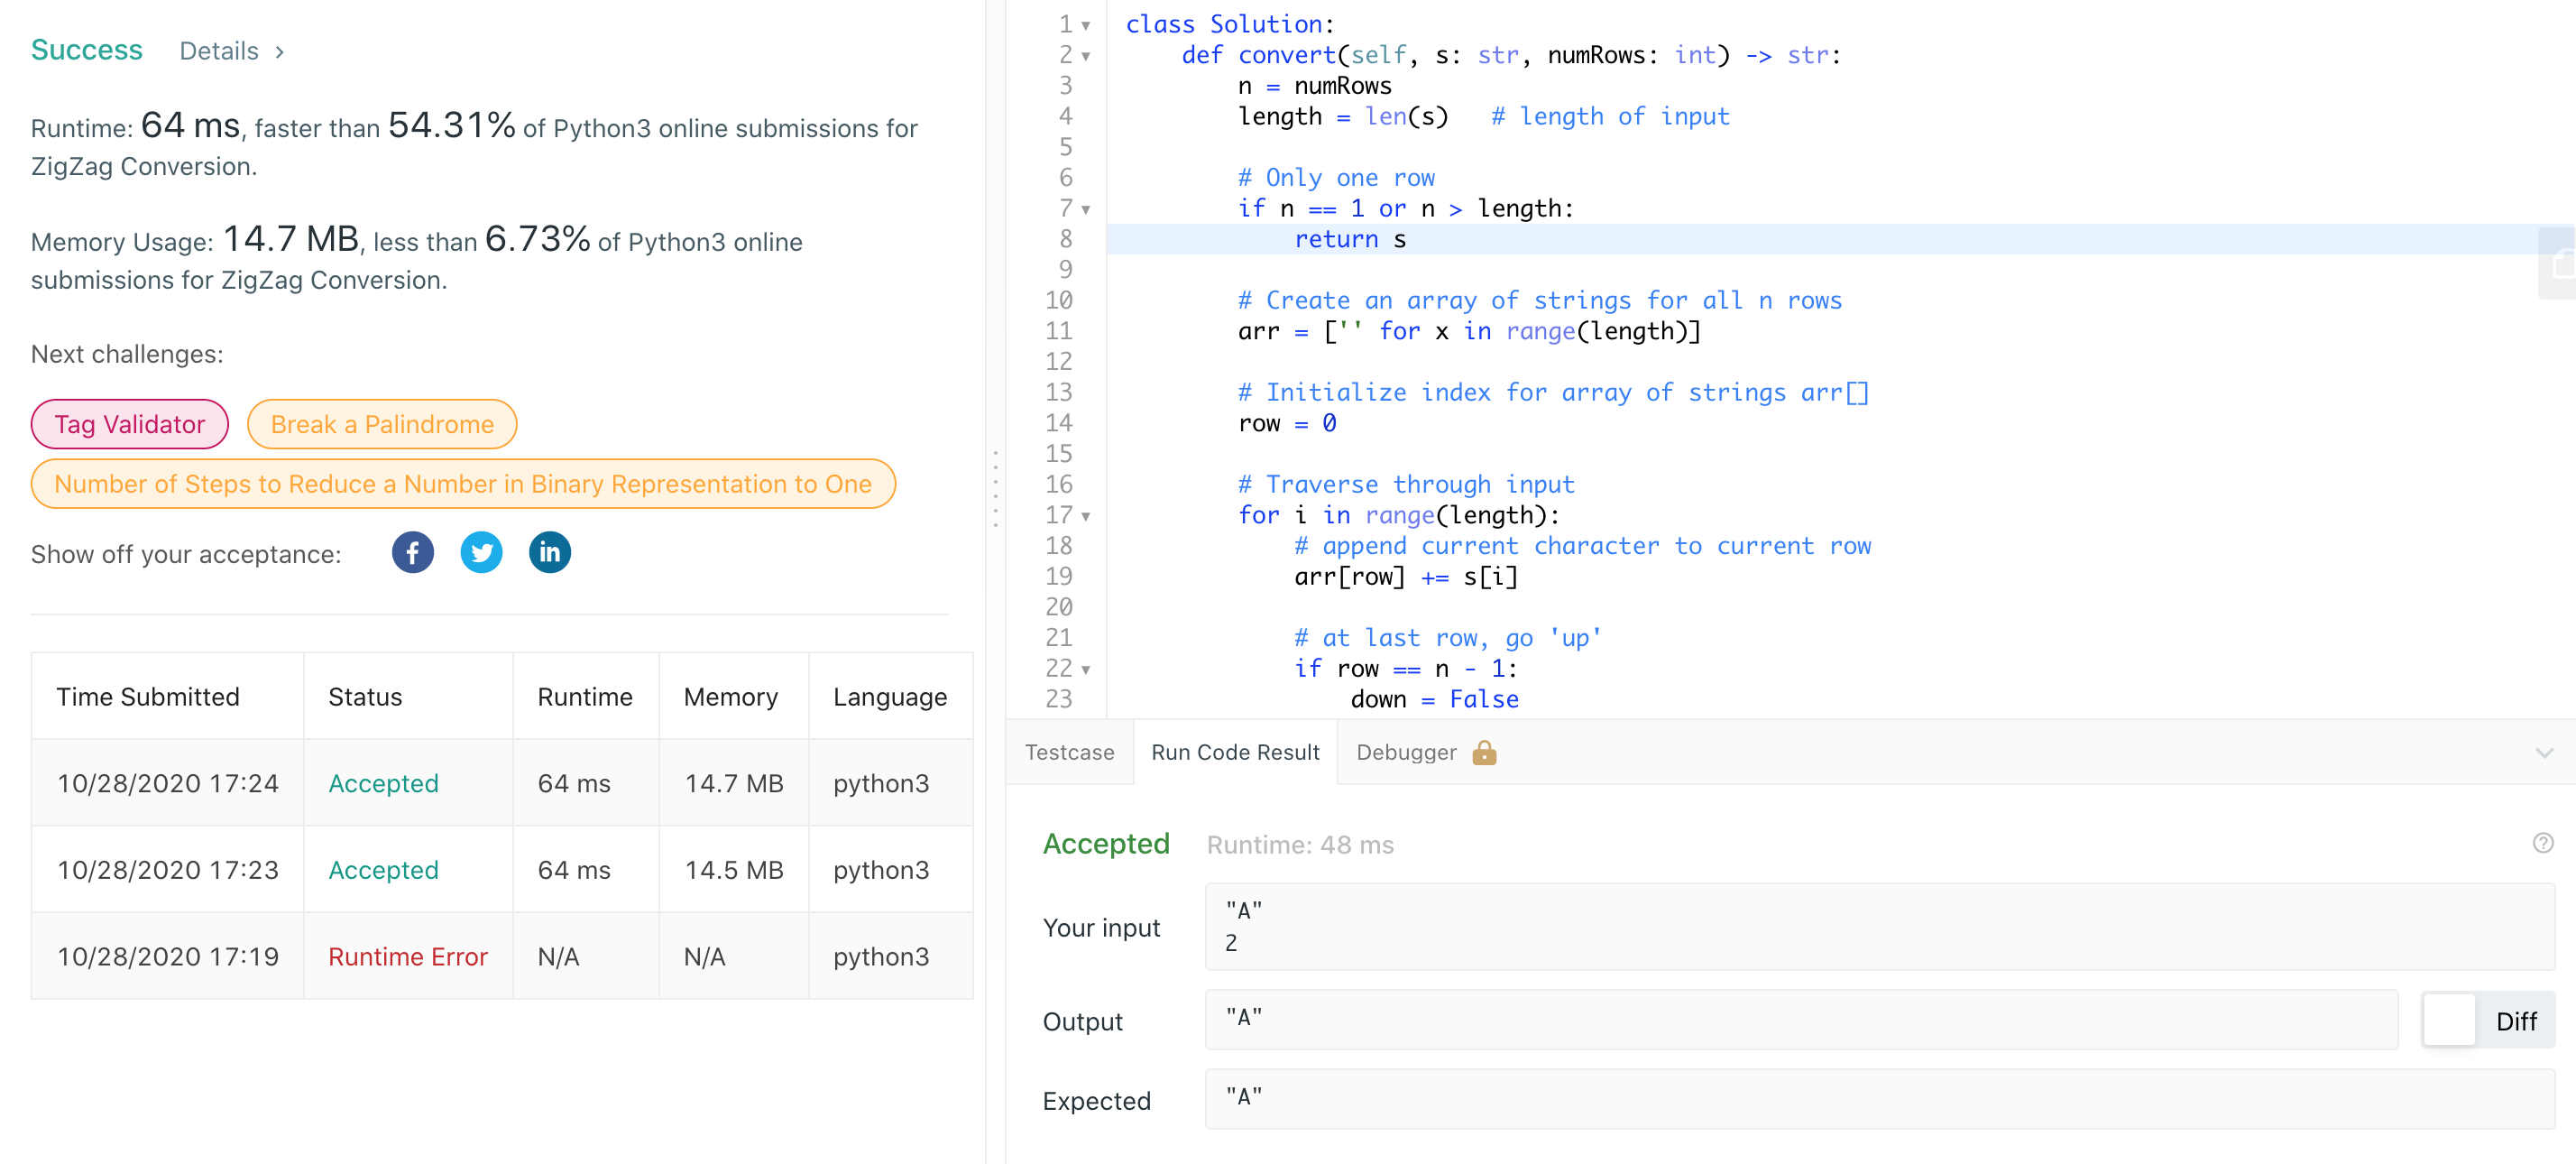 Success Details >
Runtime: 64 ms, faster than 54.31% of Python3 online submissions for
ZigZag Conversion.
Memory Usage: 14.7 MB, less than 6.73% of Python3 online
submissions for ZigZag Conversion.
Next challenges:
Tag Validator Break a Palindrome
Number of Steps to Reduce a Number in Binary Representation to One
Show off your acceptance: f in
Time Submitted Status Runtime Memory Language
10/28/2020 17:24 Accepted 64 ms 14.7 MB python3
10/28/2020 17:23 Accepted 64 ms 14.5 MB python3
10/28/2020 17:19 Runtime Error N/A N/A python3
1 class Solution:
2     def convert(self, s: str, numRows: int) -> str:
3         n = numRows
4         length = len(s)   # length of input
5
6         # Only one row
7         if n == 1 or n > length:
8             return s
9
10         # Create an array of strings for all n rows
11         arr = ['' for x in range(length)]
12
13         # Initialize index for array of strings arr[]
14         row = 0
15
16         # Traverse through input
17         for i in range(length):
18             # append current character to current row
19             arr[row] += s[i]
20
21             # at last row, go 'up'
22             if row == n - 1:
23                 down = False
Testcase Run Code Result Debugger
Accepted Runtime: 48 ms ?
Your input
"A"
2
Output "A" Diff
Expected "A"